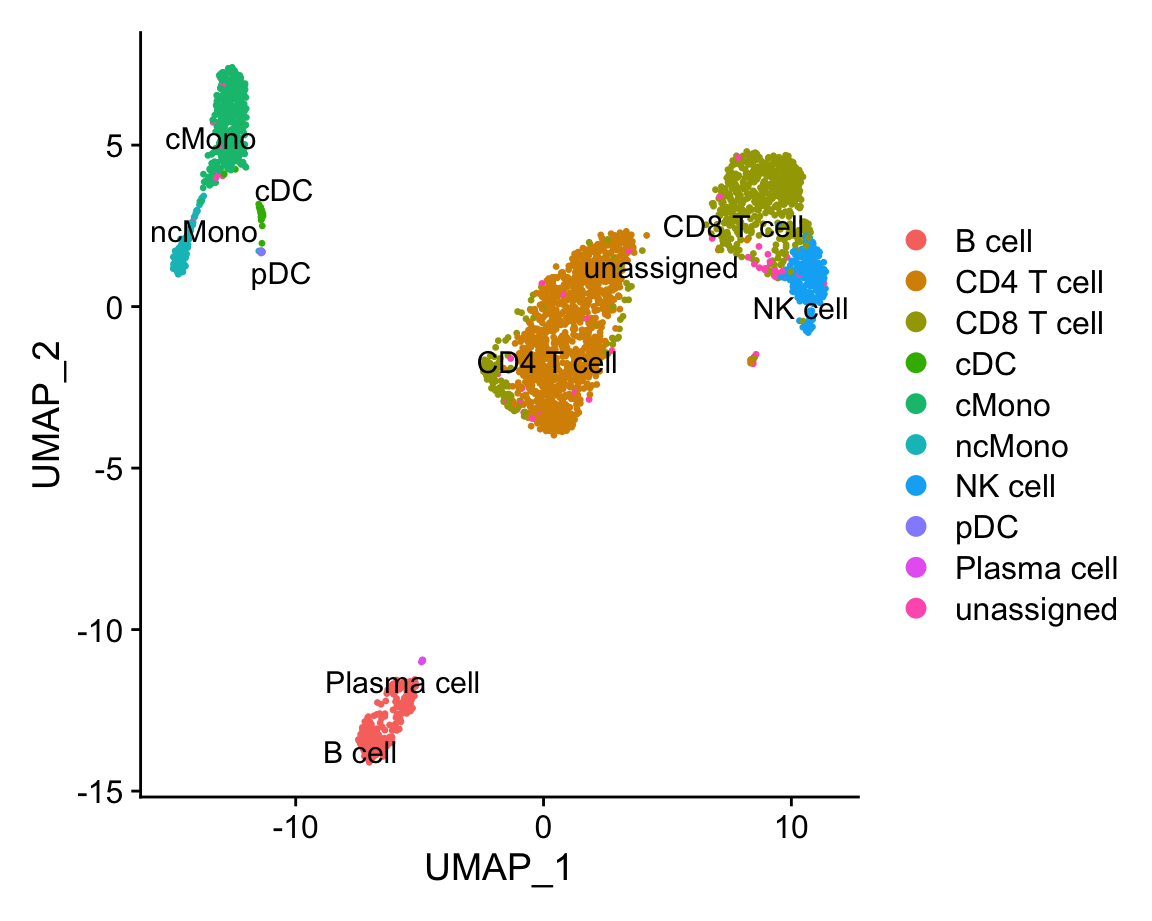 cMono
cDC
ncMono
pDC
CD8 T cell
unassigned
NK cell
CD4 T cell
Plasma cell
B cell
5
0
-5
-10
-15
UMAP_2
-10
0
10
UMAP_1
B cell
CD4 T cell
CD8 T cell
cDC
cMono
ncMono
NK cell
pDC
Plasma cell
unassigned